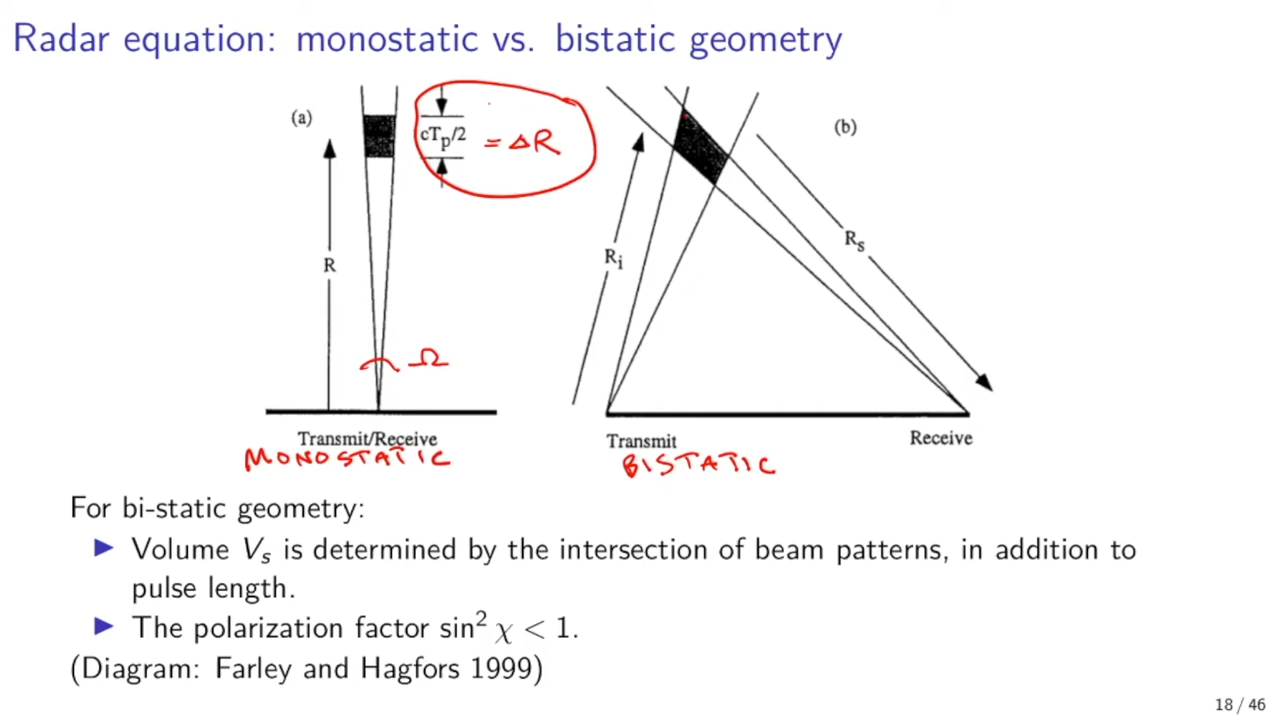 Radar equation: monostatic vs. bistatic geometry
(a)
cTp/2 = ΔR
R
Ω
Transmit/Receive
MONOSTATIC
(b)
Ri
Rs
Transmit
Receive
BISTATIC
For bi-static geometry:
▶ Volume Vs is determined by the intersection of beam patterns, in addition to
pulse length.
▶ The polarization factor sin² χ < 1.
(Diagram: Farley and Hagfors 1999)
18 / 46